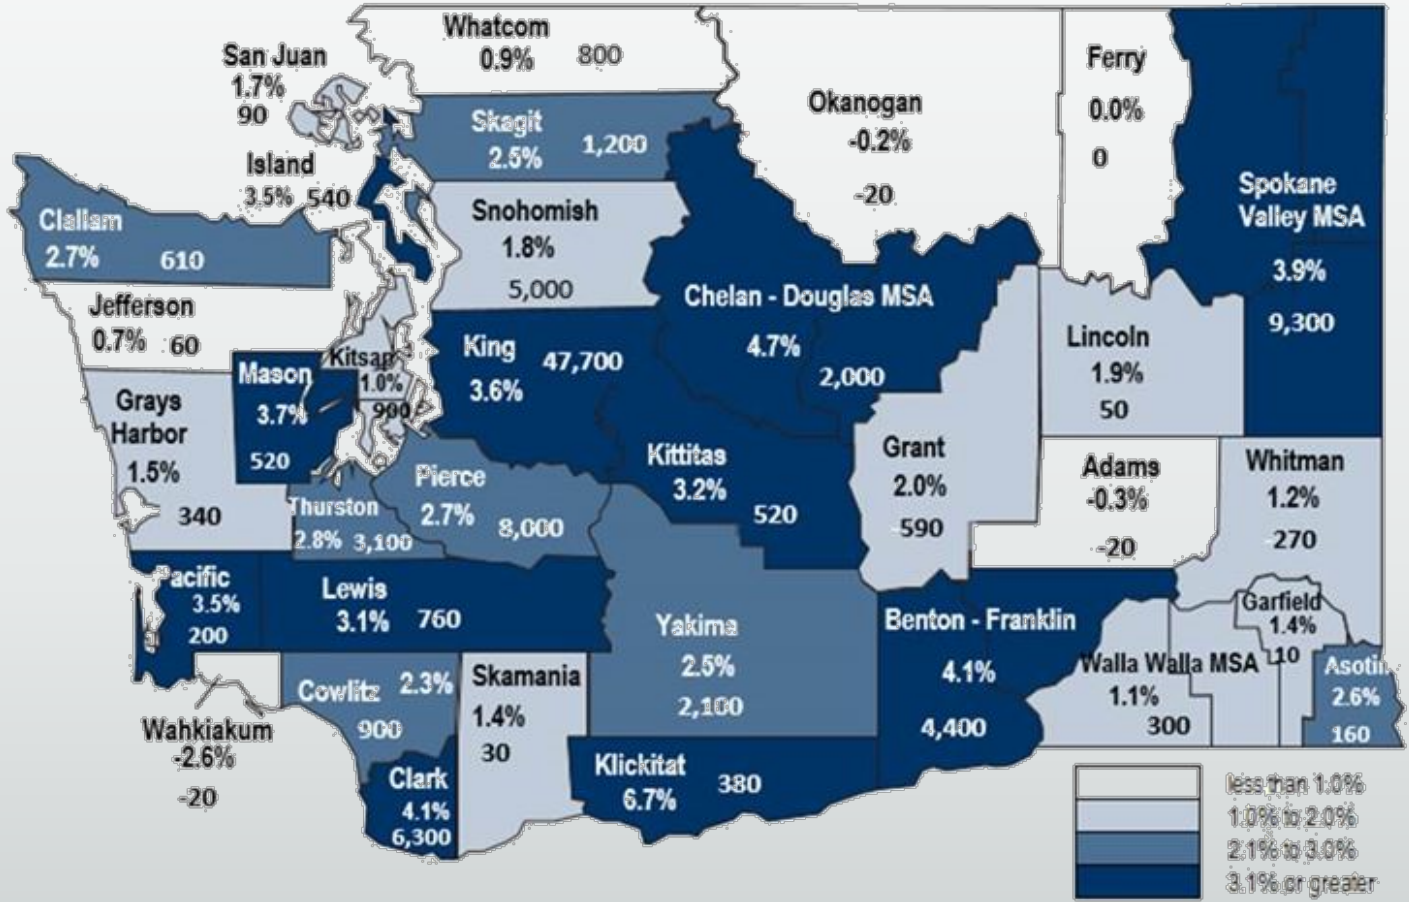 Whatcom
0.9% 800
San Juan
1.7%
90
Skagit
2.5% 1,200
Island
3.5% 540
Okanogan
-0.2%
-20
Ferry
0.0%
0
Spokane
Valley MSA
3.9%
9,300
Clallam
2.7% 610
Snohomish
1.8%
5,000
Jefferson
0.7% 60
Chelan - Douglas MSA
4.7%
2,000
Lincoln
1.9%
50
Kitsap
1.0%
900
King 47,700
3.6%
Mason
3.7%
520
Grays
Harbor
1.5%
340
Kittitas
3.2%
520
Grant
2.0%
590
Adams
-0.3%
-20
Whitman
1.2%
270
Pierce
2.7% 8,000
Thurston
2.8% 3,100
Pacific
3.5%
200
Lewis
3.1% 760
Yakima
2.5%
2,100
Benton - Franklin
4.1%
4,400
Garfield
1.4%
10
Walla Walla MSA
1.1%
300
Asotin
2.6%
160
Wahkiakum
-2.6%
-20
Cowlitz 2.3%
900
Skamania
1.4%
30
Clark
4.1%
6,300
Klickitat
6.7% 380
less than 1.0%
1.0% to 2.0%
2.1% to 3.0%
3.1% or greater